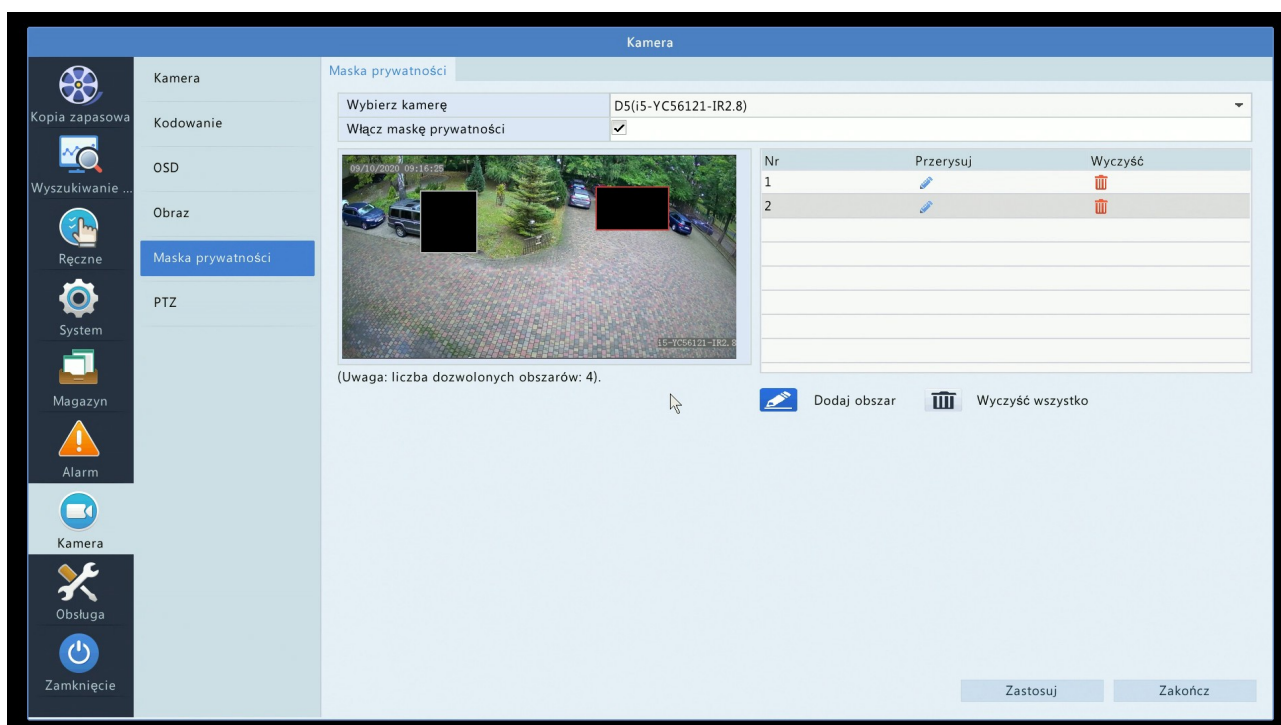 Kamera
Kopia zapasowa
Wyszukiwanie ...
Ręczne
System
Magazyn
Alarm
Kamera
Obsługa
Zamknięcie
Kamera
Kodowanie
OSD
Obraz
Maska prywatności
PTZ
Maska prywatności
Wybierz kamerę D5(i5-YC56121-IR2.8)
Włącz maskę prywatności
09/10/2020 09:16:25
i5-YC56121-IR2.8
(Uwaga: liczba dozwolonych obszarów: 4).
Nr Przerysuj Wyczyść
1
2
Dodaj obszar Wyczyść wszystko
Zastosuj Zakończ